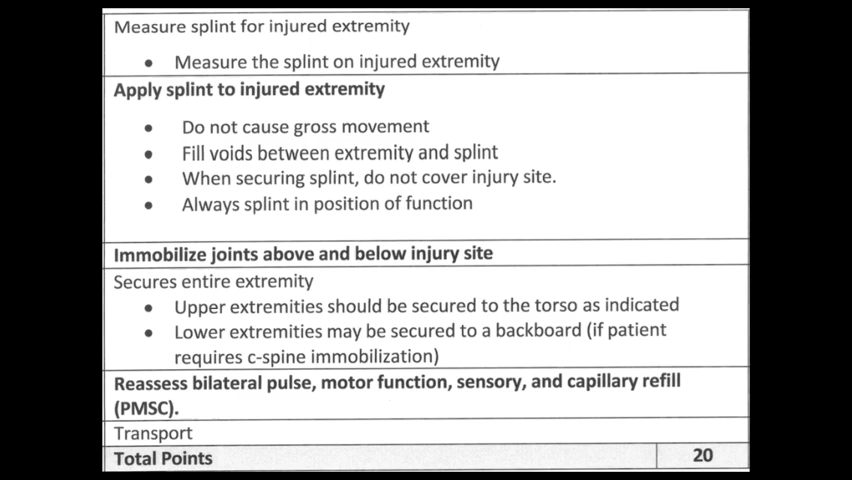 Measure splint for injured extremity
• Measure the splint on injured extremity
Apply splint to injured extremity
• Do not cause gross movement
• Fill voids between extremity and splint
• When securing splint, do not cover injury site.
• Always splint in position of function
Immobilize joints above and below injury site
Secures entire extremity
• Upper extremities should be secured to the torso as indicated
• Lower extremities may be secured to a backboard (if patient
requires c-spine immobilization)
Reassess bilateral pulse, motor function, sensory, and capillary refill
(PMSC).
Transport
Total Points 20